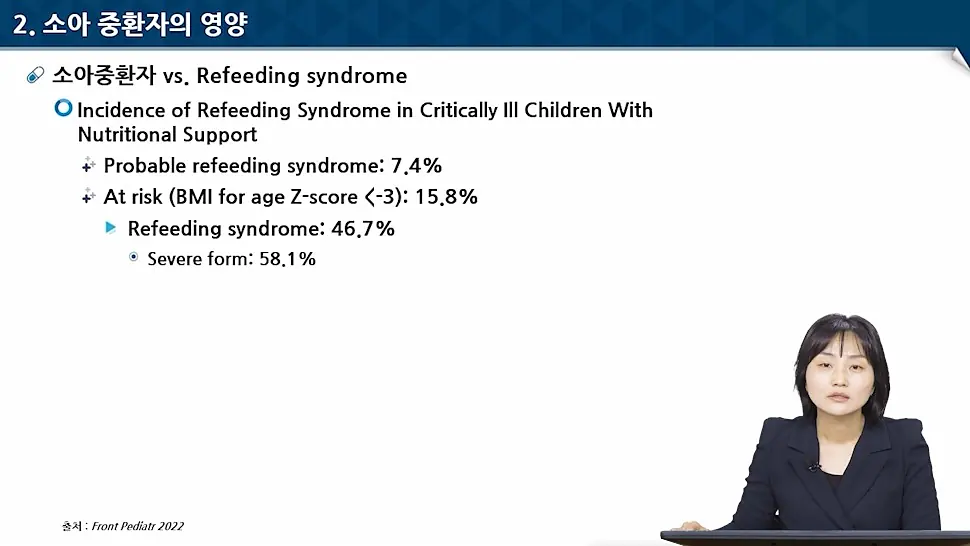 2. 소아 중환자의 영양
소아중환자 vs. Refeeding syndrome
Incidence of Refeeding Syndrome in Critically Ill Children With
Nutritional Support
Probable refeeding syndrome: 7.4%
At risk (BMI for age Z-score <-3): 15.8%
Refeeding syndrome: 46.7%
Severe form: 58.1%
출처 : Front Pediatr 2022